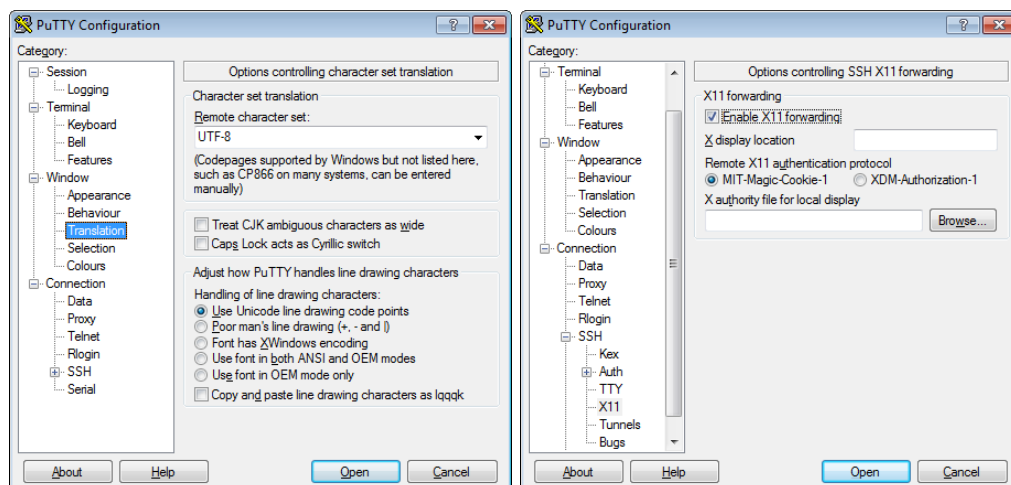 PuTTY Configuration
Category:
Session
Logging
Terminal
Keyboard
Bell
Features
Window
Appearance
Behaviour
Translation
Selection
Colours
Connection
Data
Proxy
Telnet
Rlogin
SSH
Serial
Options controlling character set translation
Character set translation
Remote character set:
UTF-8
(Codepages supported by Windows but not listed here,
such as CP866 on many systems, can be entered
manually)
Treat CJK ambiguous characters as wide
Caps Lock acts as Cyrillic switch
Adjust how PuTTY handles line drawing characters
Handling of line drawing characters:
Use Unicode line drawing code points
Poor man's line drawing (+, - and |)
Font has XWindows encoding
Use font in both ANSI and OEM modes
Use font in OEM mode only
Copy and paste line drawing characters as lqqqk
About
Help
Open
Cancel
PuTTY Configuration
Category:
Terminal
Keyboard
Bell
Features
Window
Appearance
Behaviour
Translation
Selection
Colours
Connection
Data
Proxy
Telnet
Rlogin
SSH
Kex
Auth
TTY
X11
Tunnels
Bugs
Options controlling SSH X11 forwarding
X11 forwarding
Enable X11 forwarding
X display location
Remote X11 authentication protocol
MIT-Magic-Cookie-1 XDM-Authorization-1
X authority file for local display
Browse...
About
Help
Open
Cancel